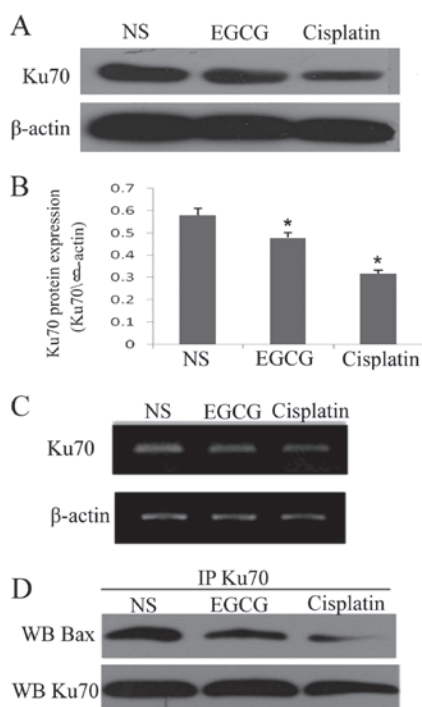 A
NS EGCG Cisplatin
Ku70
β-actin
B
Ku70 protein expression
(Ku70\ -actin)
0.7
0.6
0.5
0.4
0.3
0.2
0.1
0
* *
NS EGCG Cisplatin
C
NS EGCG Cisplatin
Ku70
β-actin
D
IP Ku70
NS EGCG Cisplatin
WB Bax
WB Ku70